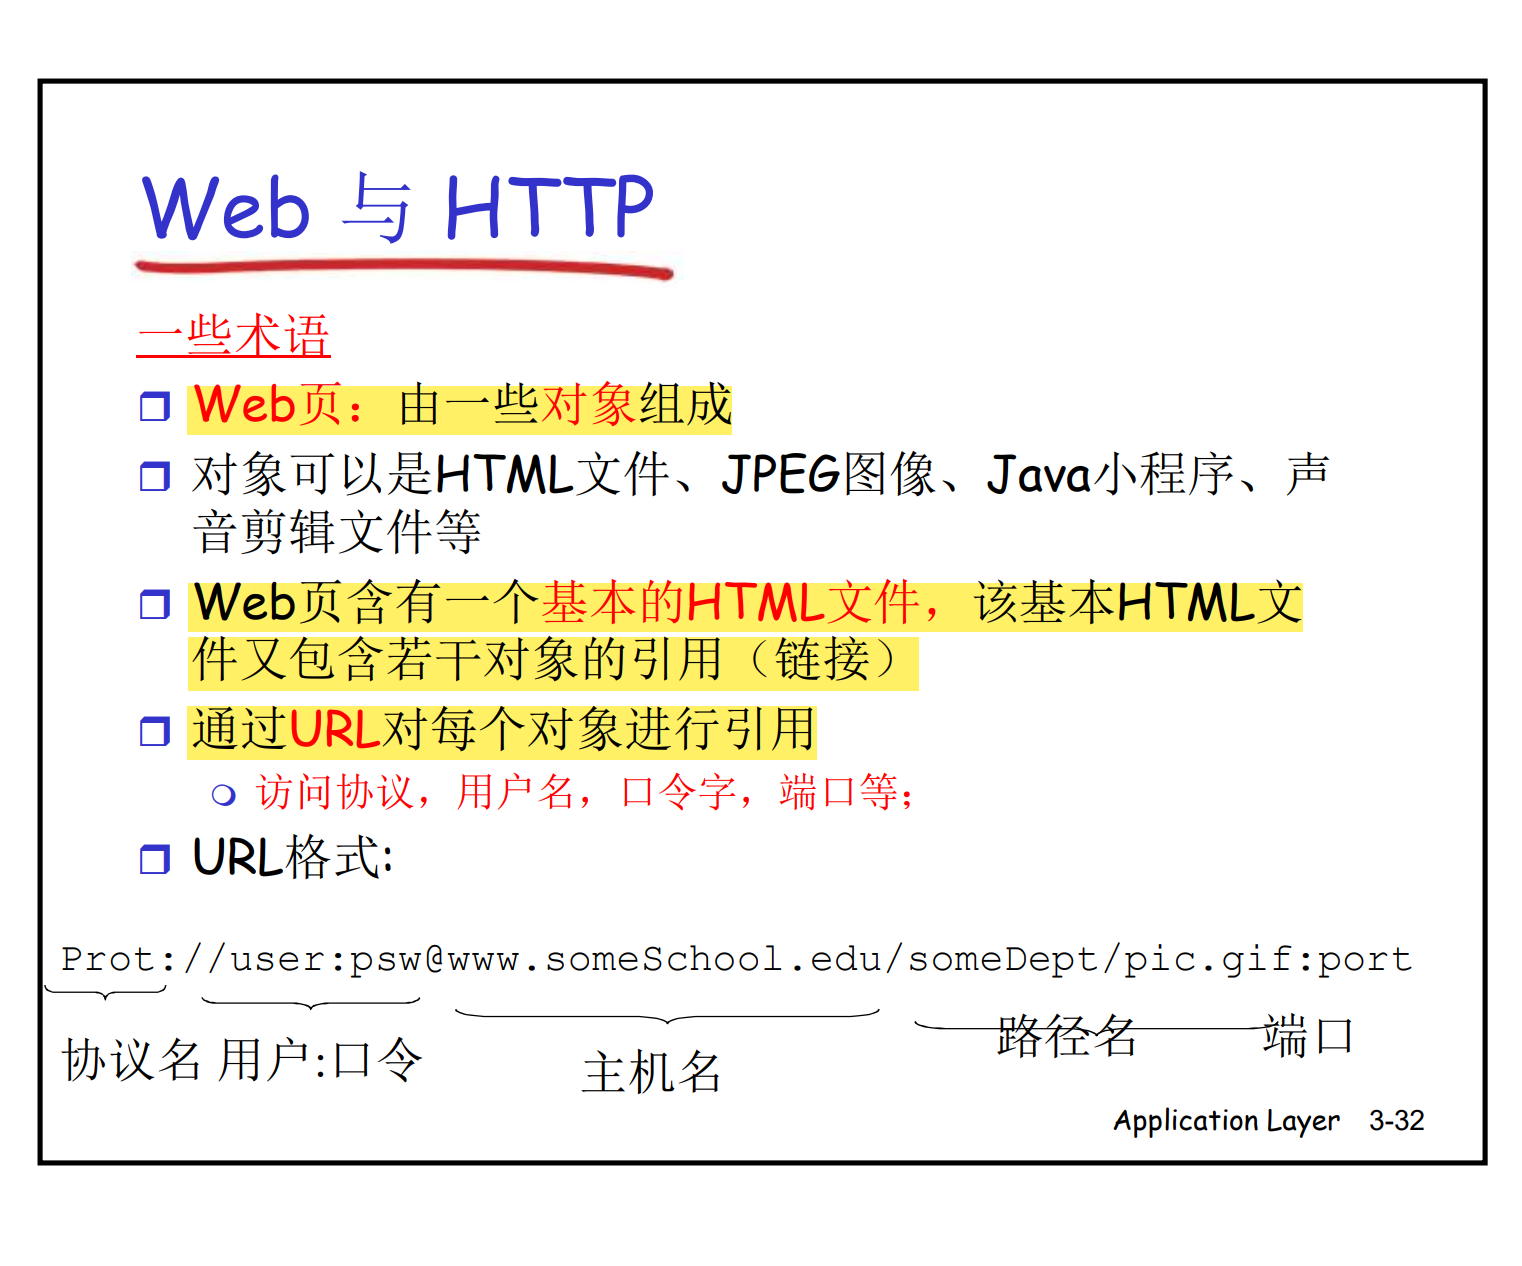 Web 与 HTTP
一些术语
Web页：由一些对象组成
对象可以是HTML文件、JPEG图像、Java小程序、声
音剪辑文件等
Web页含有一个基本的HTML文件，该基本HTML文
件又包含若干对象的引用（链接）
通过URL对每个对象进行引用
访问协议，用户名，口令字，端口等；
URL格式:
Prot://user:psw@www.someSchool.edu/someDept/pic.gif:port
协议名 用户:口令 主机名 路径名 端口
Application Layer 3-32